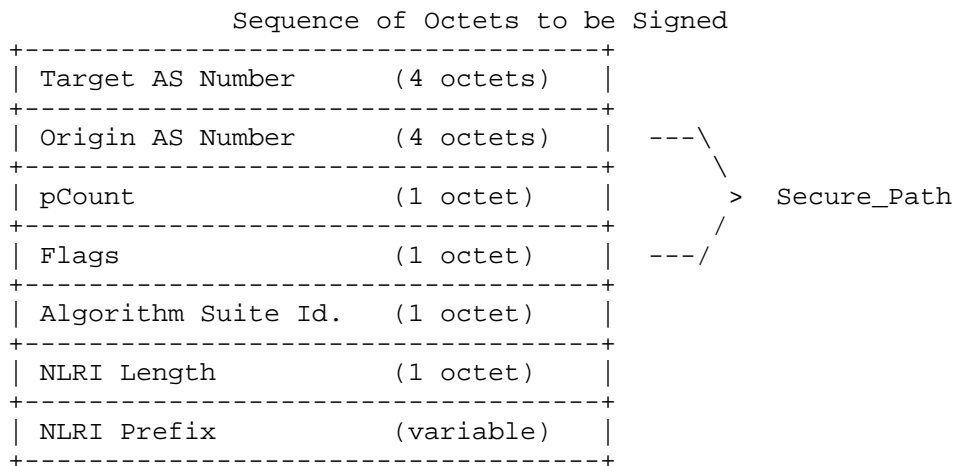 Sequence of Octets to be Signed
+------------------------------------+
| Target AS Number       (4 octets)  |
+------------------------------------+
| Origin AS Number       (4 octets)  |  ---\
+------------------------------------+      \
| pCount                 (1 octet)   |       >  Secure_Path
+------------------------------------+      /
| Flags                  (1 octet)   |  ---/
+------------------------------------+
| Algorithm Suite Id.    (1 octet)   |
+------------------------------------+
| NLRI Length            (1 octet)   |
+------------------------------------+
| NLRI Prefix            (variable)  |
+------------------------------------+